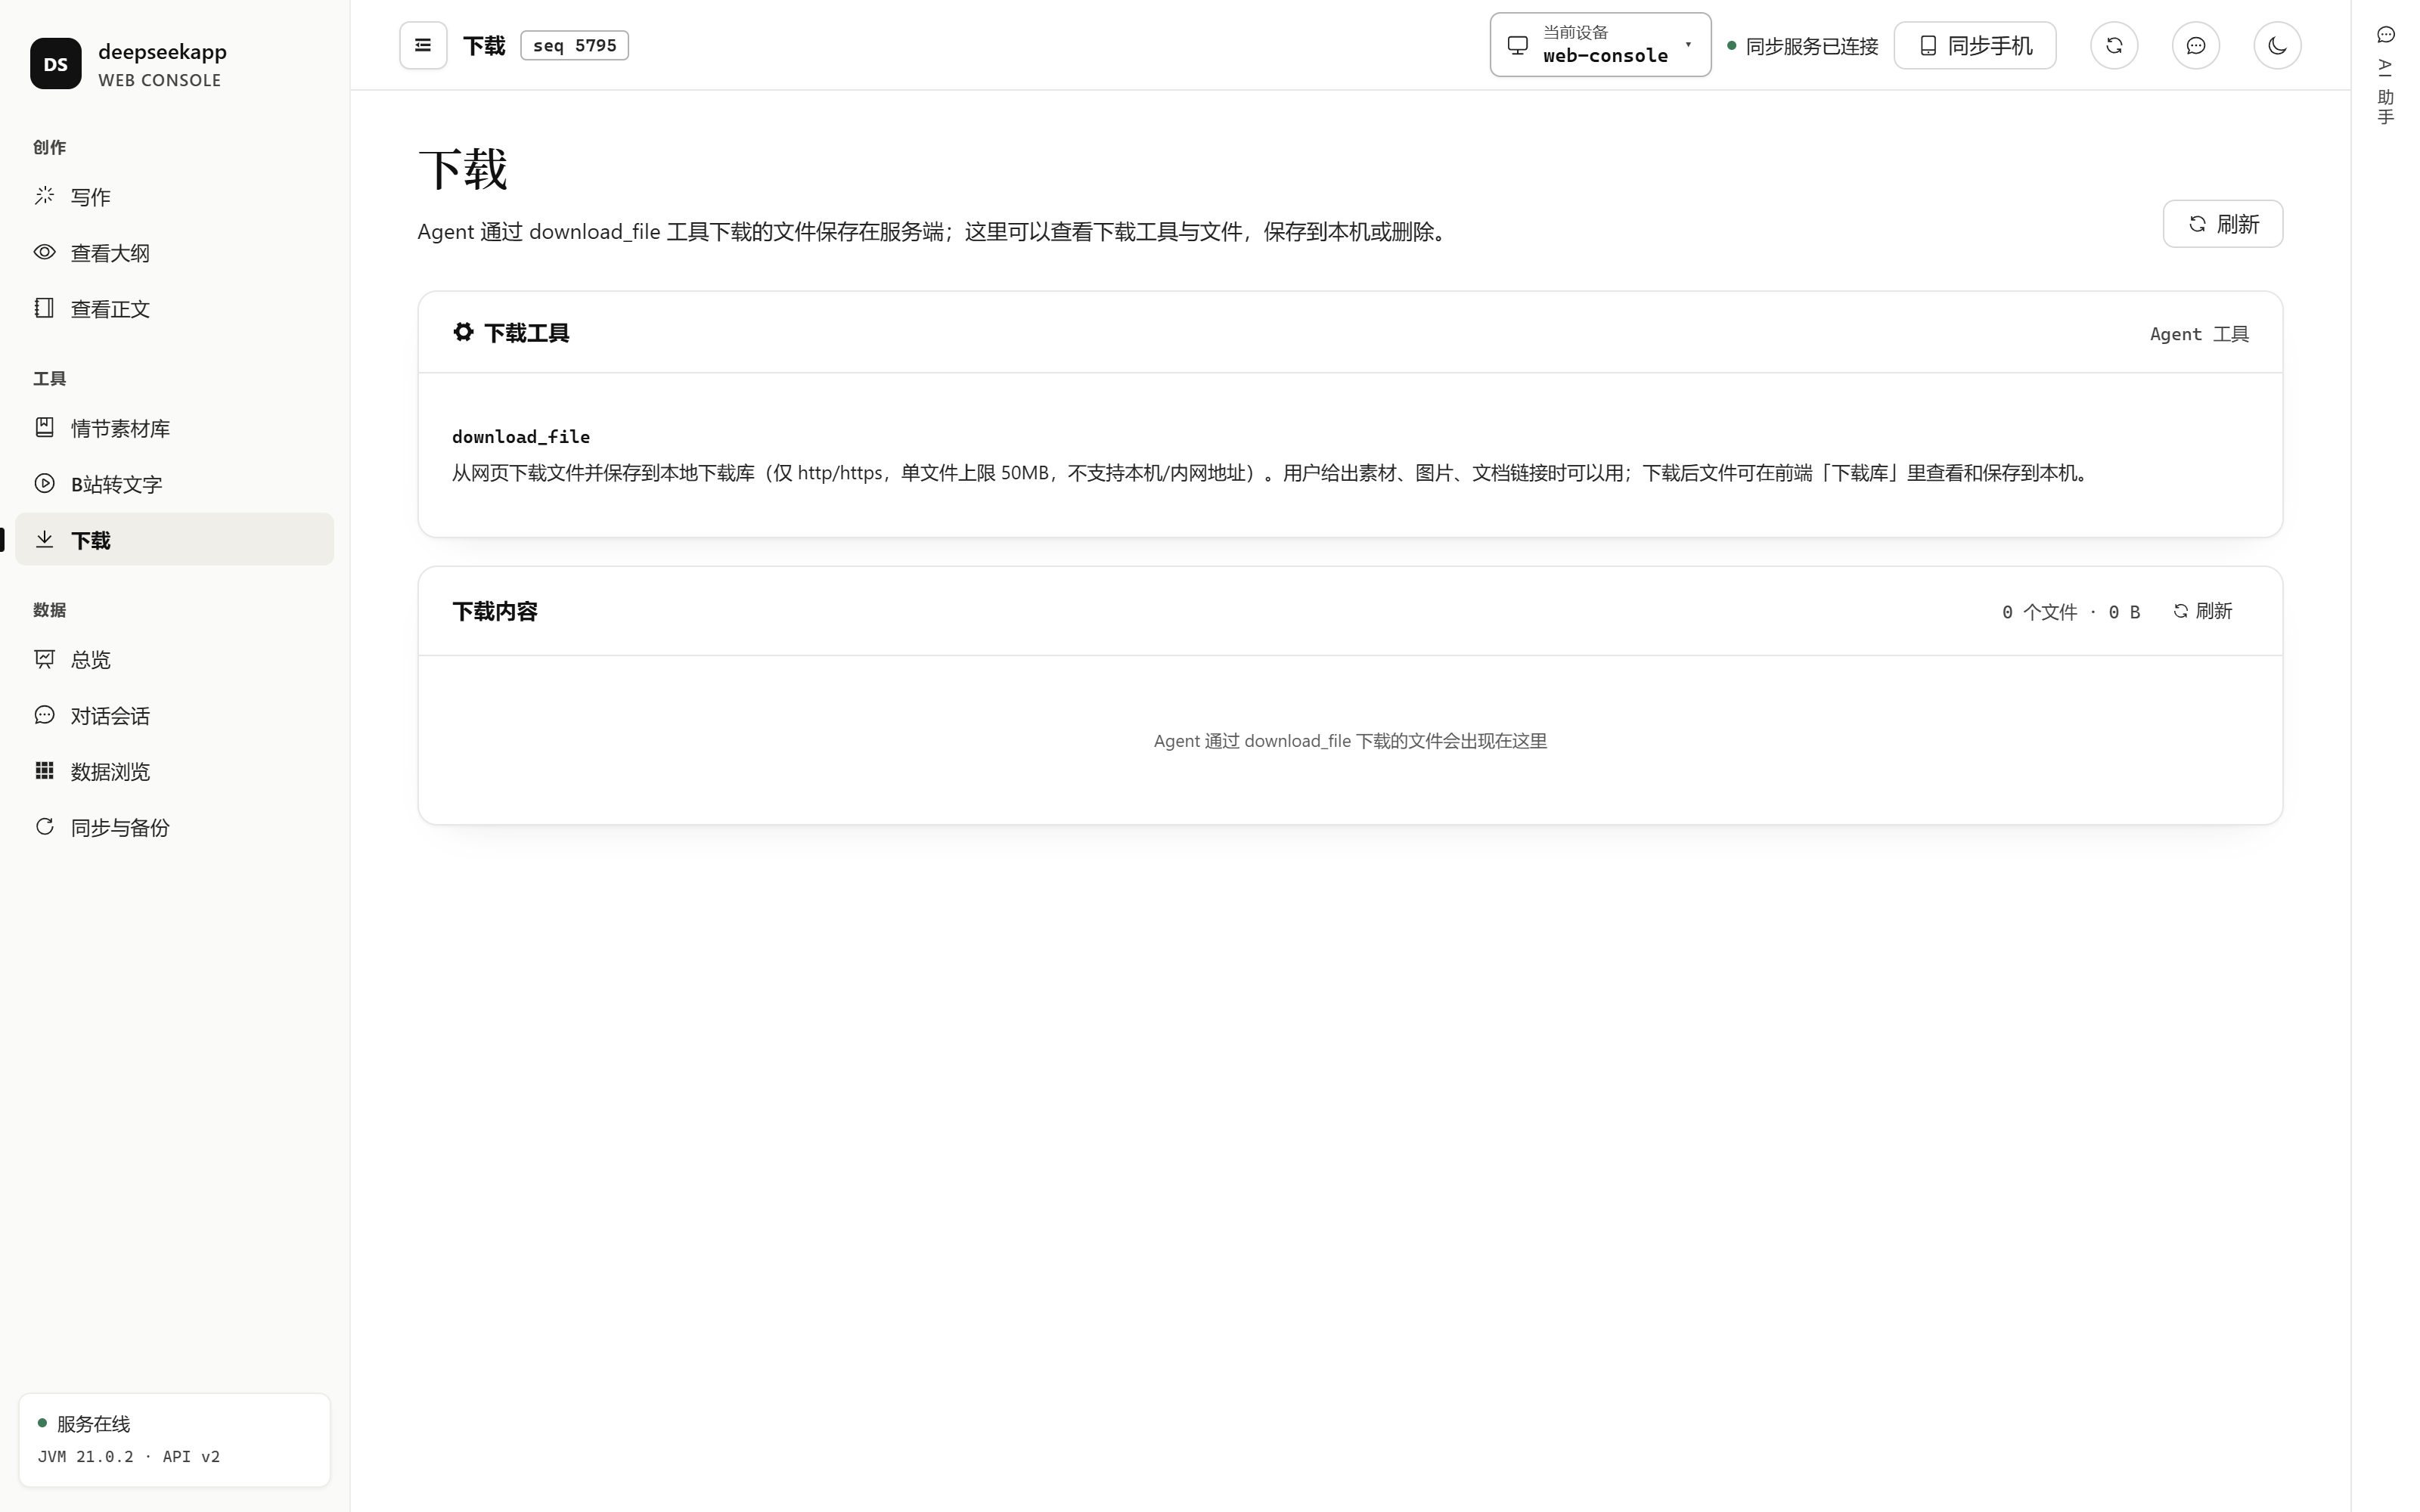 DS
deepseekapp
WEB CONSOLE
创作
写作
查看大纲
查看正文
工具
情节素材库
B站转文字
下载
数据
总览
对话会话
数据浏览
同步与备份
服务在线
JVM 21.0.2 · API v2
下载
seq 5795
当前设备
web-console
同步服务已连接
同步手机
下载
Agent 通过 download_file 工具下载的文件保存在服务端；这里可以查看下载工具与文件，保存到本机或删除。
刷新
下载工具
Agent 工具
download_file
从网页下载文件并保存到本地下载库（仅 http/https，单文件上限 50MB，不支持本机/内网地址）。用户给出素材、图片、文档链接时可以用；下载后文件可在前端「下载库」里查看和保存到本机。
下载内容
0 个文件 · 0 B
刷新
Agent 通过 download_file 下载的文件会出现在这里
AI 助手